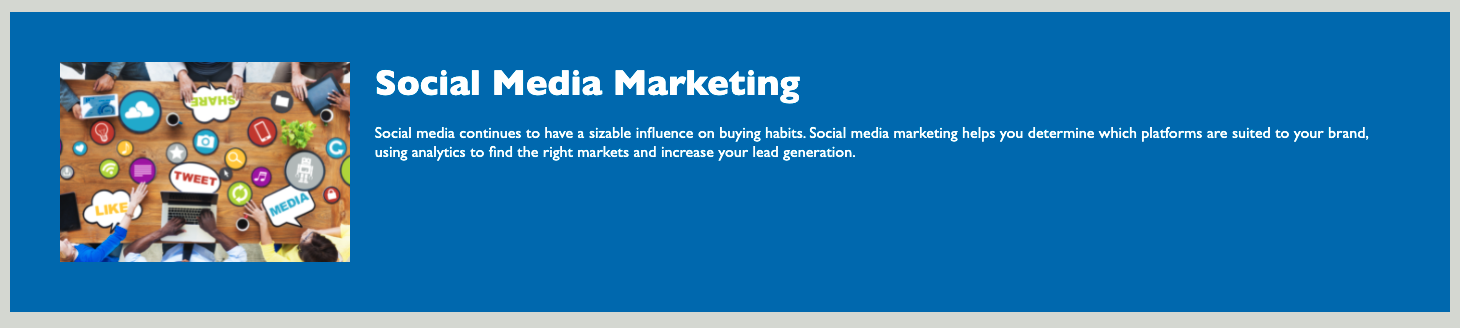 Social Media Marketing
Social media continues to have a sizable influence on buying habits. Social media marketing helps you determine which platforms are suited to your brand,
using analytics to find the right markets and increase your lead generation.
SHARE
TWEET
LIKE
MEDIA